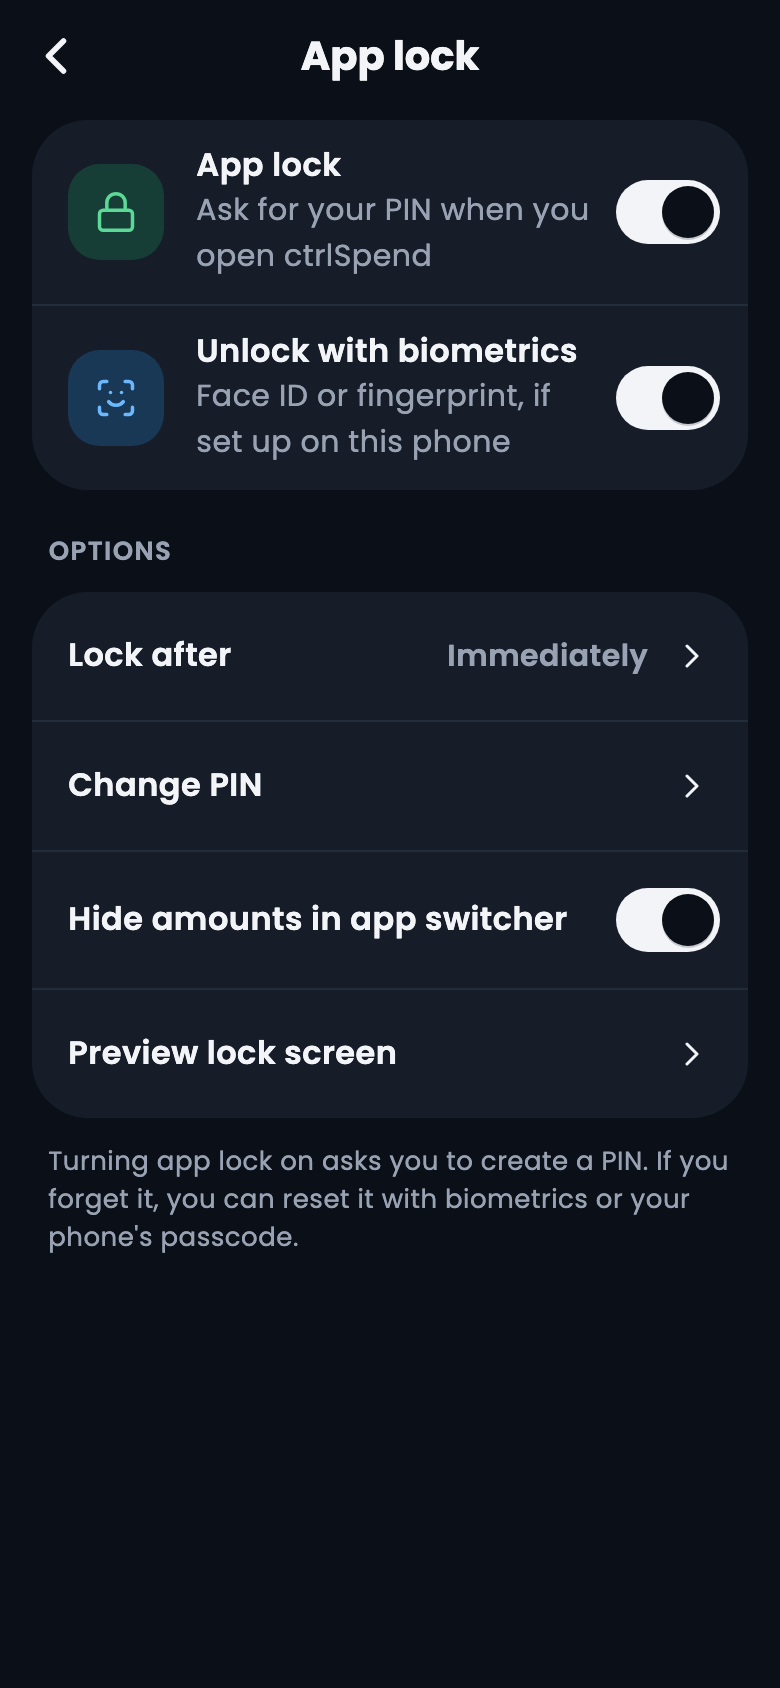 App lock
App lock
Ask for your PIN when you
open ctrlSpend
Unlock with biometrics
Face ID or fingerprint, if
set up on this phone
OPTIONS
Lock after Immediately
Change PIN
Hide amounts in app switcher
Preview lock screen
Turning app lock on asks you to create a PIN. If you
forget it, you can reset it with biometrics or your
phone's passcode.